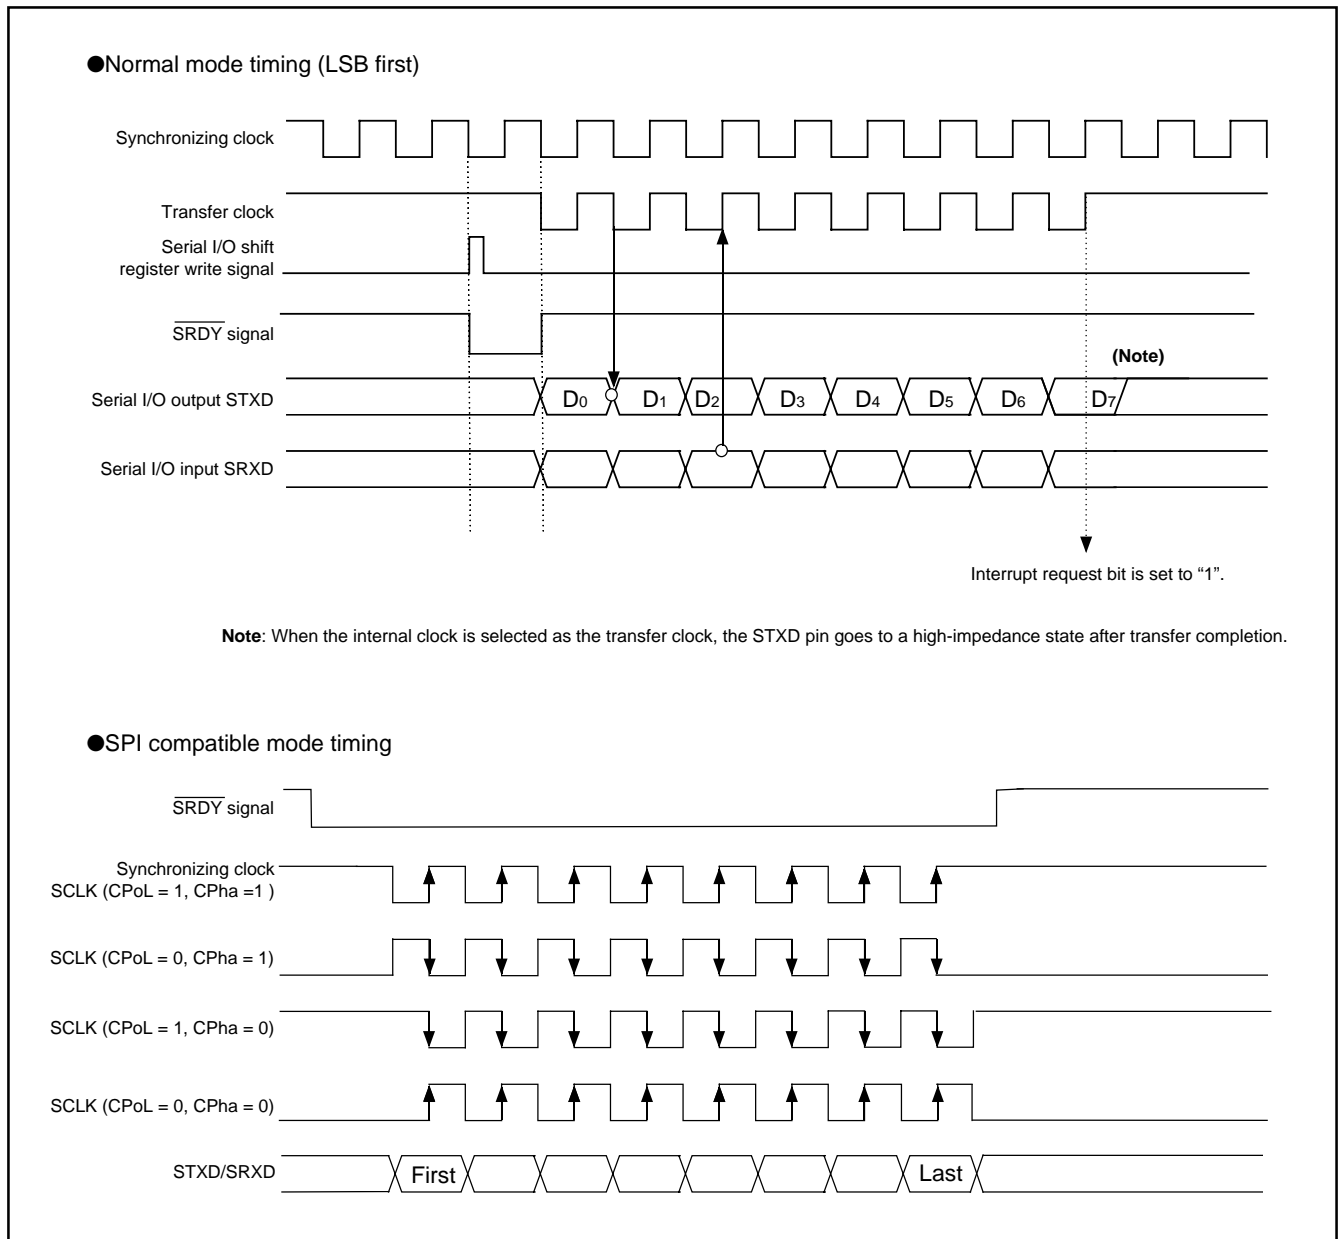 ●Normal mode timing (LSB first)
Synchronizing clock
Transfer clock
Serial I/O shift
register write signal
SRDY signal
(Note)
Serial I/O output STXD
D0 D1 D2 D3 D4 D5 D6 D7
Serial I/O input SRXD
Interrupt request bit is set to “1”.
Note: When the internal clock is selected as the transfer clock, the STXD pin goes to a high-impedance state after transfer completion.
●SPI compatible mode timing
SRDY signal
Synchronizing clock
SCLK (CPoL = 1, CPha =1 )
SCLK (CPoL = 0, CPha = 1)
SCLK (CPoL = 1, CPha = 0)
SCLK (CPoL = 0, CPha = 0)
STXD/SRXD
First
Last